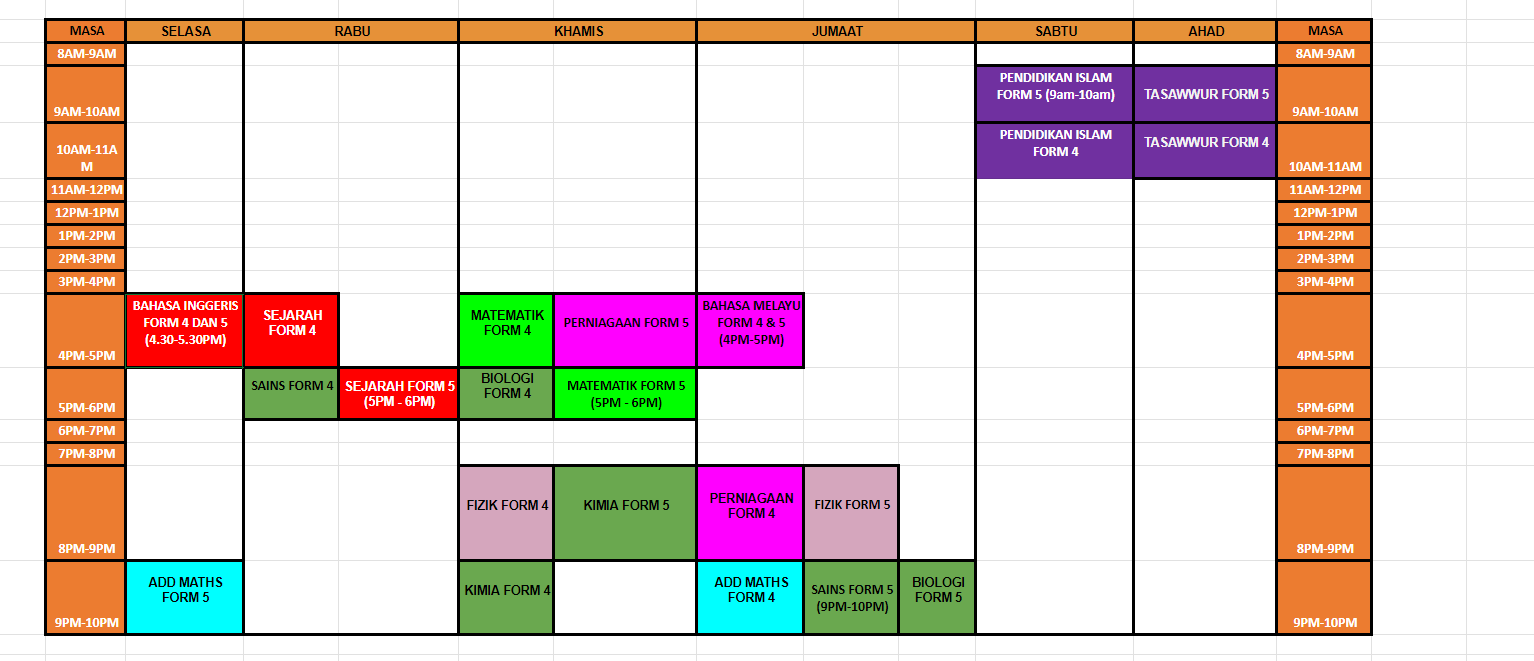 MASA SELASA RABU KHAMIS JUMAAT SABTU AHAD MASA
8AM-9AM 8AM-9AM
PENDIDIKAN ISLAM
FORM 5 (9am-10am)
TASAWWUR FORM 5
9AM-10AM 9AM-10AM
PENDIDIKAN ISLAM
FORM 4
TASAWWUR FORM 4
10AM-11A
M
10AM-11AM
11AM-12PM 11AM-12PM
12PM-1PM 12PM-1PM
1PM-2PM 1PM-2PM
2PM-3PM 2PM-3PM
3PM-4PM 3PM-4PM
4PM-5PM
BAHASA INGGERIS
FORM 4 DAN 5
(4.30-5.30PM)
SEJARAH
FORM 4
MATEMATIK
FORM 4
PERNIAGAAN FORM 5
BAHASA MELAYU
FORM 4 & 5
(4PM-5PM)
4PM-5PM
5PM-6PM
SAINS FORM 4
SEJARAH FORM 5
(5PM - 6PM)
BIOLOGI
FORM 4
MATEMATIK FORM 5
(5PM - 6PM)
5PM-6PM
6PM-7PM 6PM-7PM
7PM-8PM 7PM-8PM
8PM-9PM
FIZIK FORM 4
KIMIA FORM 5
PERNIAGAAN
FORM 4
FIZIK FORM 5
8PM-9PM
9PM-10PM
ADD MATHS
FORM 5
KIMIA FORM 4
ADD MATHS
FORM 4
SAINS FORM 5
(9PM-10PM)
BIOLOGI
FORM 5
9PM-10PM